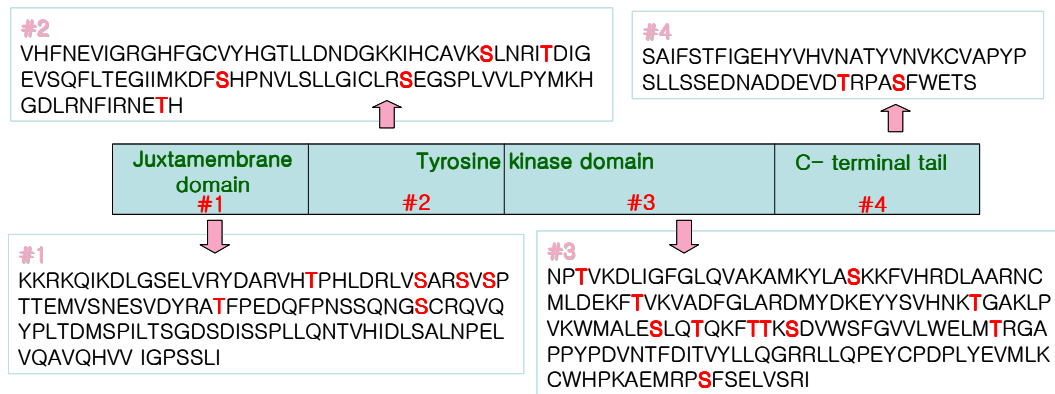 #2
VHFNEVIGRGHFGCVYHGTLLDNDGKKIHCAVKSLNRITDIG
EVSQFLTEGIIMKDFSHPNVLSLLGICLRSEGSPLVVLPYMKH
GDLRNFIRNETH
#4
SAIFSTFIGEHYVHVNATYVNVKCVAPYP
SLLSSEDNADDEVDTRPASFWETS
Juxtamembrane
domain
#1
Tyrosine kinase domain
#2
#3
C- terminal tail
#4
#1
KKRKQIKDLGSELVRYDARVHTPHLDRLVSARSVSP
TTEMVSNESVDYRATFPEDQFPNSSQNGSCRQVQ
YPLTDMSPILTSGDSDISSPLLQNTVHIDLSALNPEL
VQAVQHVV IGPSSLI
#3
NPTVKDLIGFGLQVAKAMKYLASKKFVHRDLAARNC
MLDEKFTVKVADFGLARDMYDKEYYSVHNKTGAKLP
VKWMALESLQTQKFTTKSDVWSFGVVLWELMTRGA
PPYPDVNTFDITVYLLQGRRLLQPEYCPDPLYEVMLK
CWHPKAEMRPSFSELVSRI